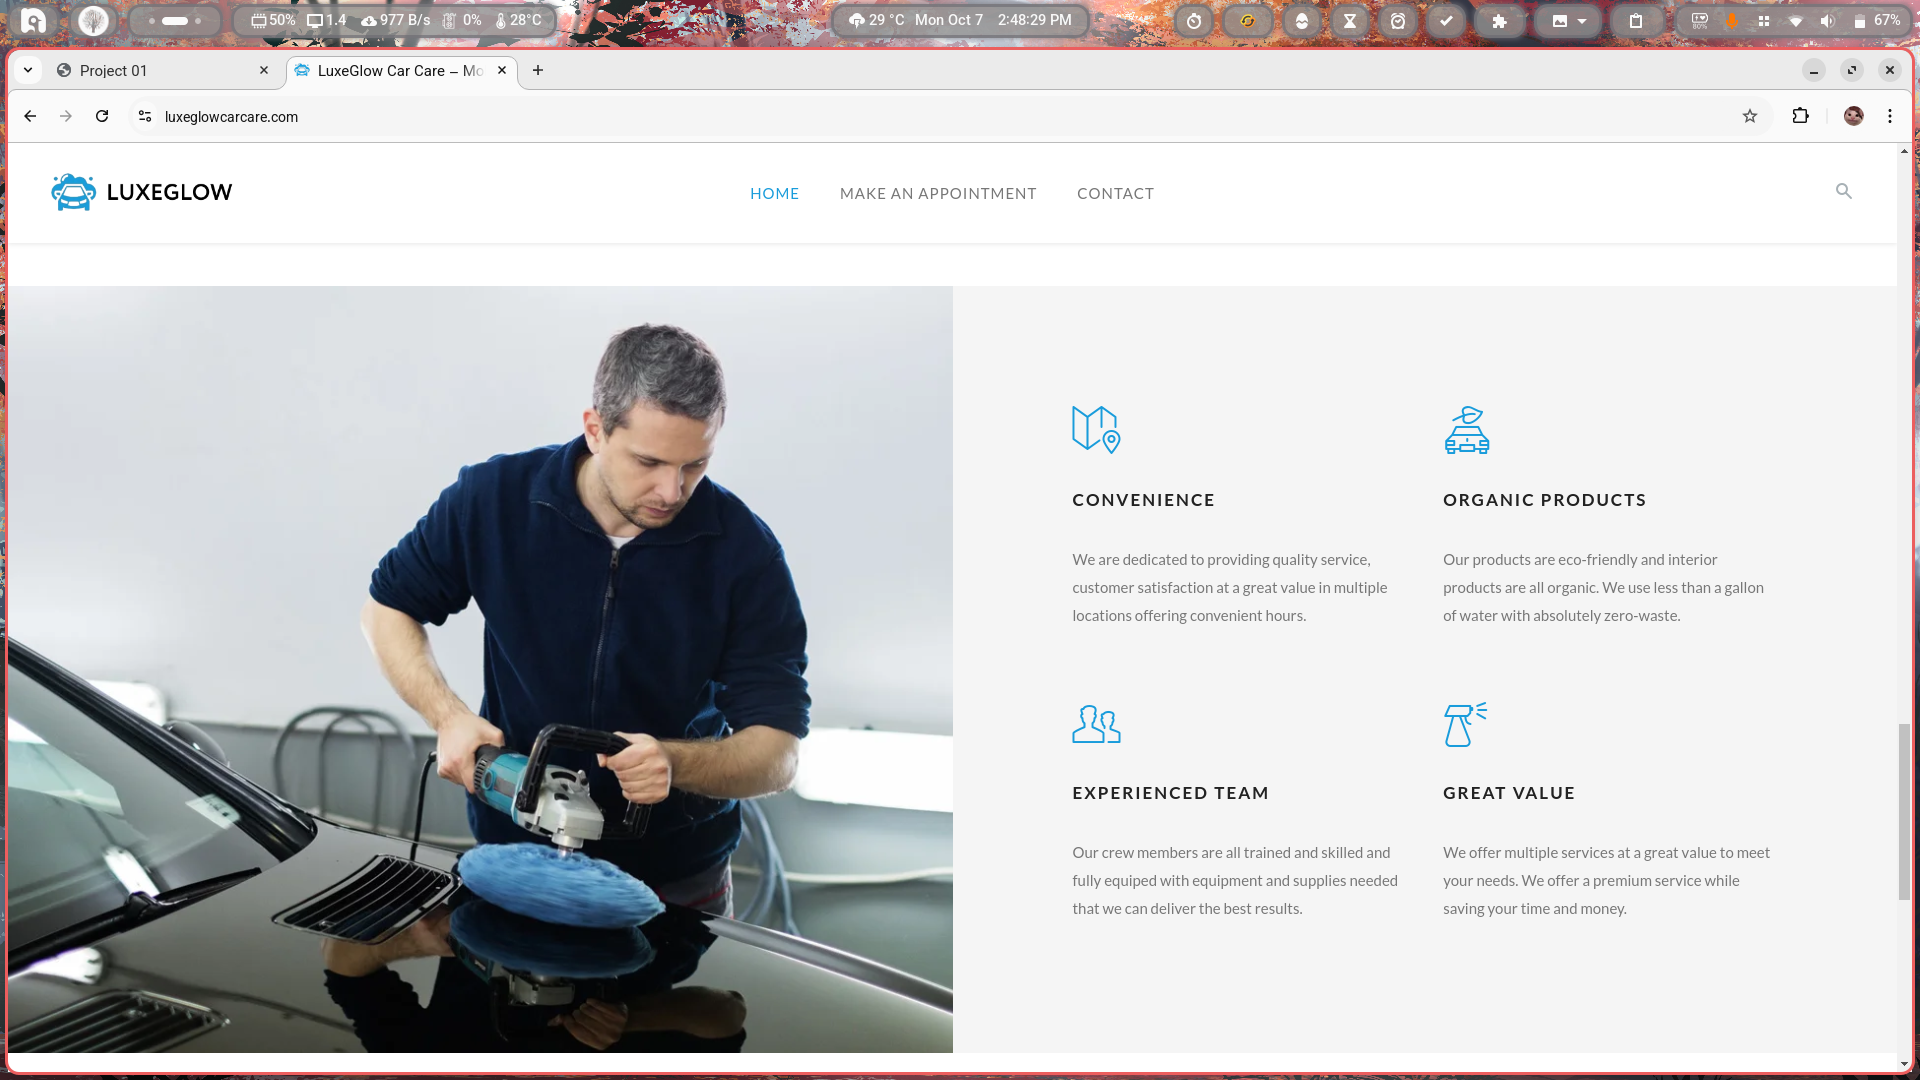 50% 1.4 977 B/s 0% 28°C 29 °C Mon Oct 7 2:48:29 PM 80% 67%
Project 01 LuxeGlow Car Care – Mo
luxeglowcarcare.com
LUXEGLOW HOME MAKE AN APPOINTMENT CONTACT
CONVENIENCE
We are dedicated to providing quality service,
customer satisfaction at a great value in multiple
locations offering convenient hours.
ORGANIC PRODUCTS
Our products are eco-friendly and interior
products are all organic. We use less than a gallon
of water with absolutely zero-waste.
EXPERIENCED TEAM
Our crew members are all trained and skilled and
fully equiped with equipment and supplies needed
that we can deliver the best results.
GREAT VALUE
We offer multiple services at a great value to meet
your needs. We offer a premium service while
saving your time and money.